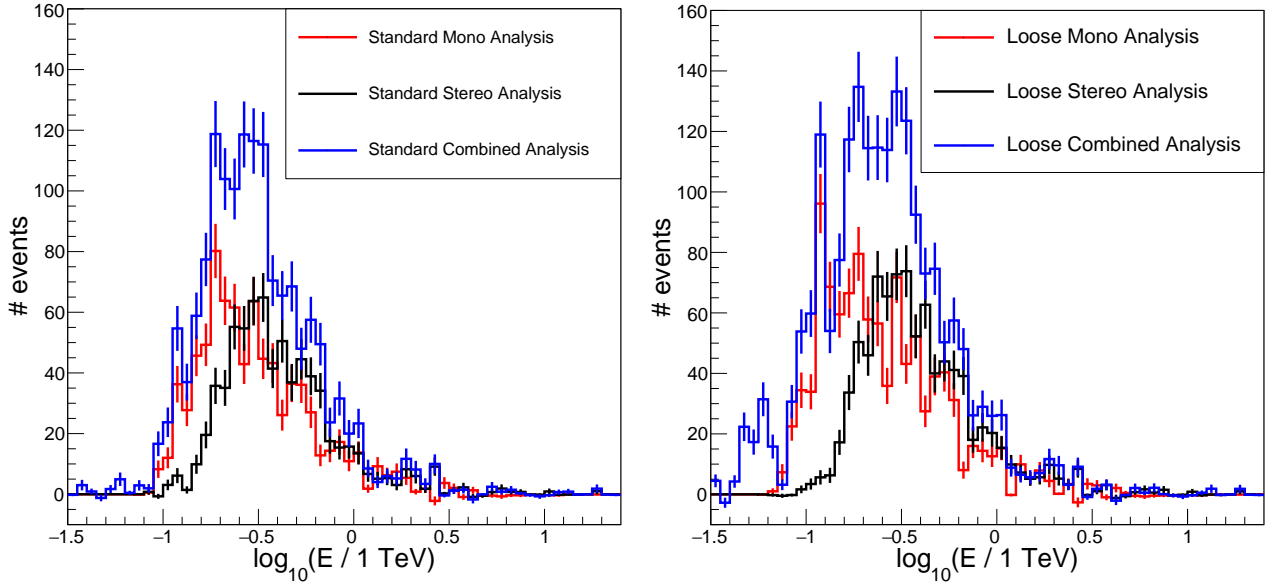 160
140
120
100
80
60
40
20
0
# events
Standard Mono Analysis
Standard Stereo Analysis
Standard Combined Analysis
−1.5 −1 −0.5 0 0.5 1
log10(E / 1 TeV)
160
140
120
100
80
60
40
20
0
# events
Loose Mono Analysis
Loose Stereo Analysis
Loose Combined Analysis
−1.5 −1 −0.5 0 0.5 1
log10(E / 1 TeV)